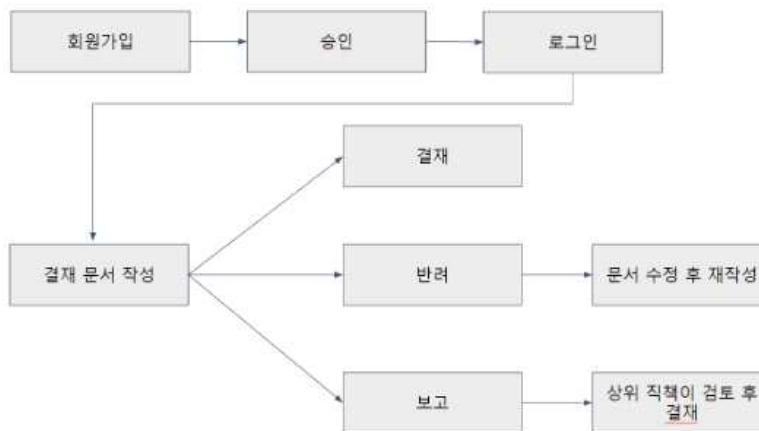 회원가입
승인
로그인
결재
결재 문서 작성
반려
문서 수정 후 재작성
보고
상위 직책이 검토 후
결재